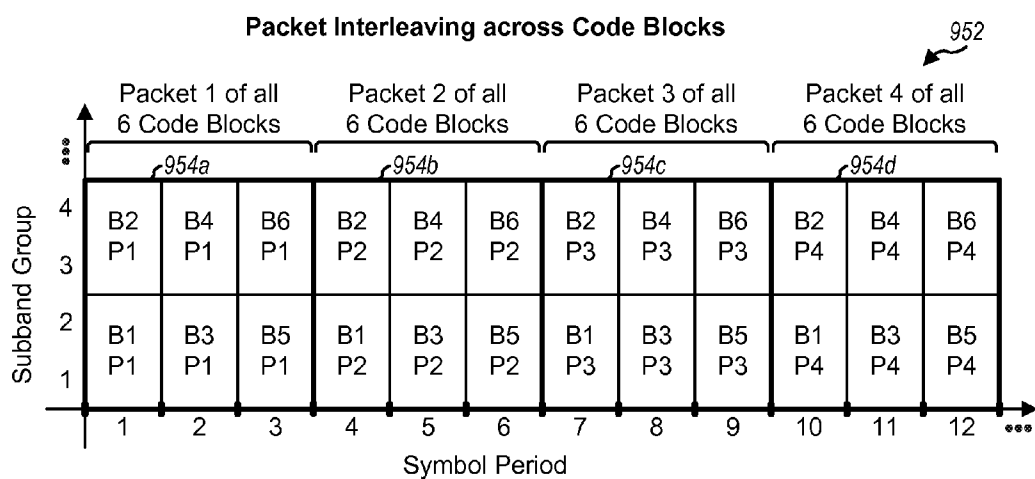 Packet Interleaving across Code Blocks
952
Packet 1 of all
6 Code Blocks
Packet 2 of all
6 Code Blocks
Packet 3 of all
6 Code Blocks
Packet 4 of all
6 Code Blocks
954a
954b
954c
954d
Subband Group
4
3
2
1
B2 B4 B6 B2 B4 B6 B2 B4 B6 B2 B4 B6
P1 P1 P1 P2 P2 P2 P3 P3 P3 P4 P4 P4
B1 B3 B5 B1 B3 B5 B1 B3 B5 B1 B3 B5
P1 P1 P1 P2 P2 P2 P3 P3 P3 P4 P4 P4
1 2 3 4 5 6 7 8 9 10 11 12
Symbol Period